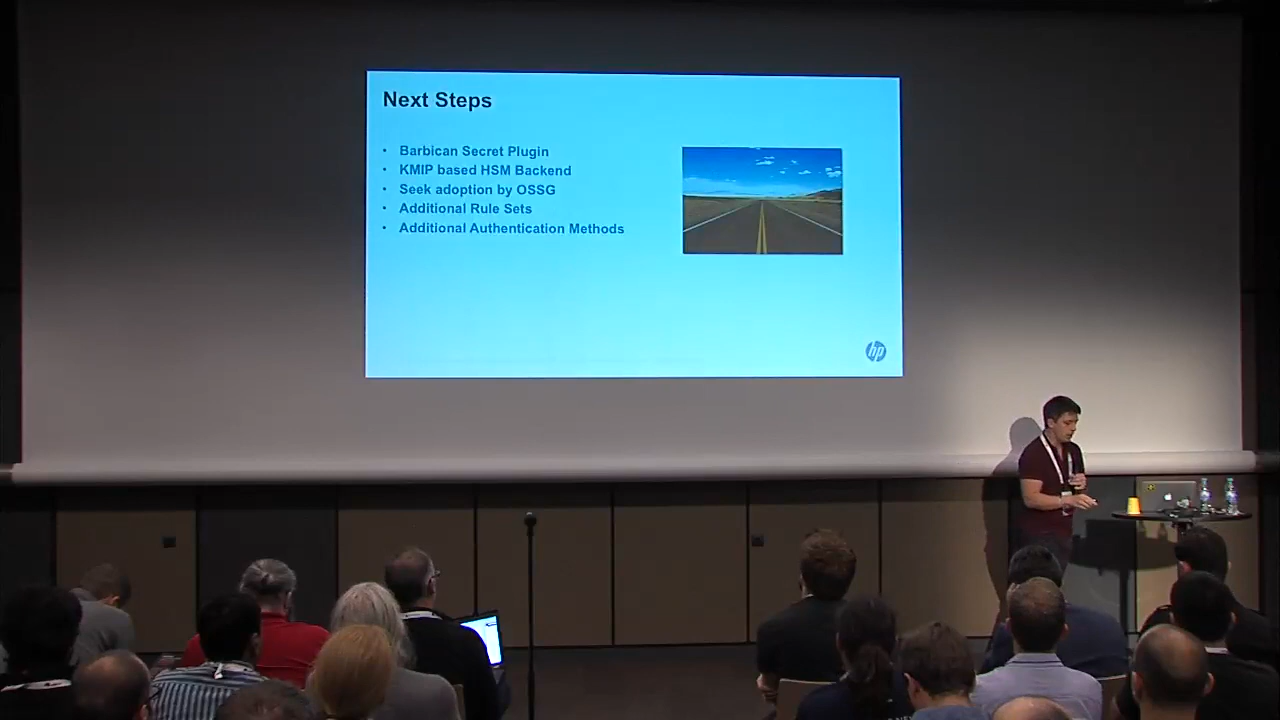 Next Steps
• Barbican Secret Plugin
• KMIP based HSM Backend
• Seek adoption by OSSG
• Additional Rule Sets
• Additional Authentication Methods
hp